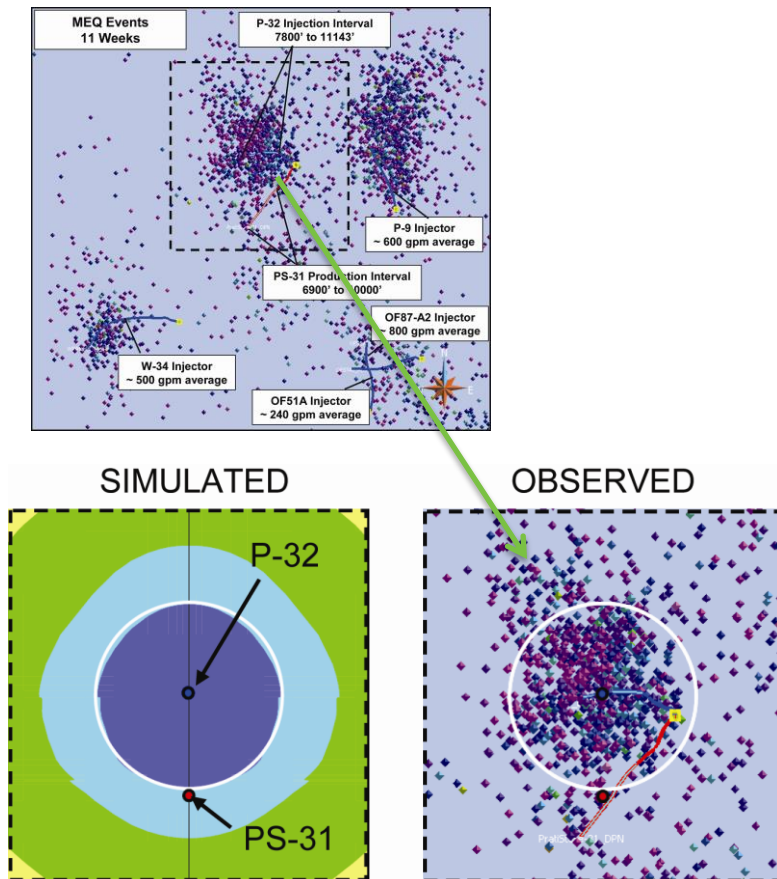 MEQ Events
11 Weeks
P-32 Injection Interval
7800' to 11143'
P-9 Injector
~ 600 gpm average
PS-31 Production Interval
6900' to 0000'
OF87-A2 Injector
~ 800 gpm average
W-34 Injector
~ 500 gpm average
OF51A Injector
~ 240 gpm average
N
E
SIMULATED
OBSERVED
P-32
PS-31